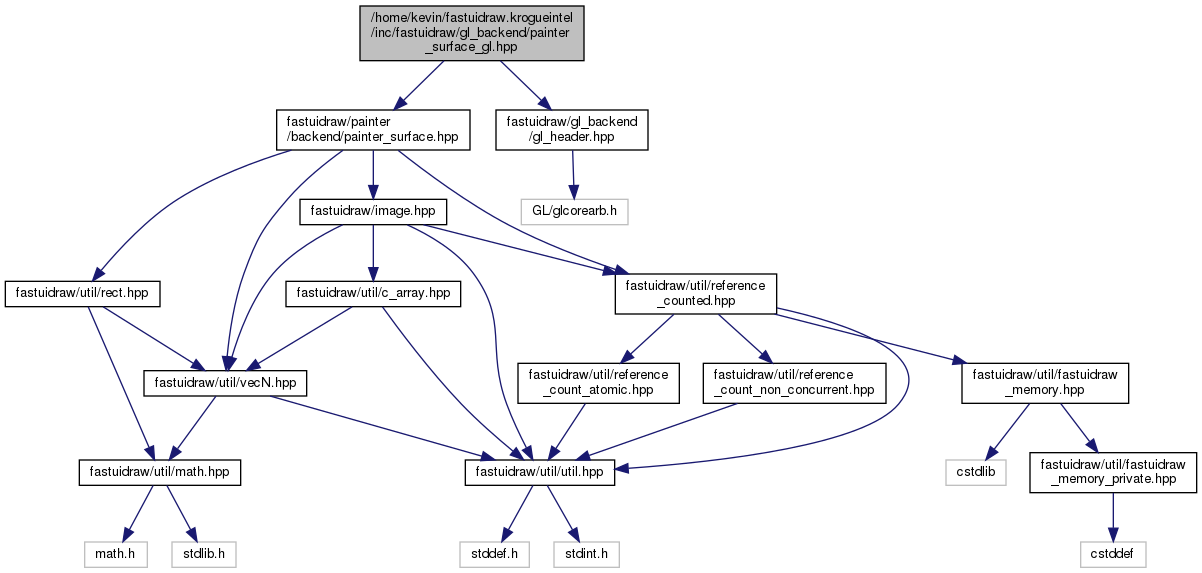 /home/kevin/fastuidraw.krogueintel
/inc/fastuidraw/gl_backend/painter
_surface_gl.hpp
fastuidraw/painter
/backend/painter_surface.hpp
fastuidraw/gl_backend
/gl_header.hpp
fastuidraw/image.hpp
GL/glcorearb.h
fastuidraw/util/rect.hpp
fastuidraw/util/c_array.hpp
fastuidraw/util/reference
_counted.hpp
fastuidraw/util/vecN.hpp
fastuidraw/util/reference
_count_atomic.hpp
fastuidraw/util/reference
_count_non_concurrent.hpp
fastuidraw/util/fastuidraw
_memory.hpp
fastuidraw/util/math.hpp
fastuidraw/util/util.hpp
cstdlib
fastuidraw/util/fastuidraw
_memory_private.hpp
math.h
stdlib.h
stddef.h
stdint.h
cstddef